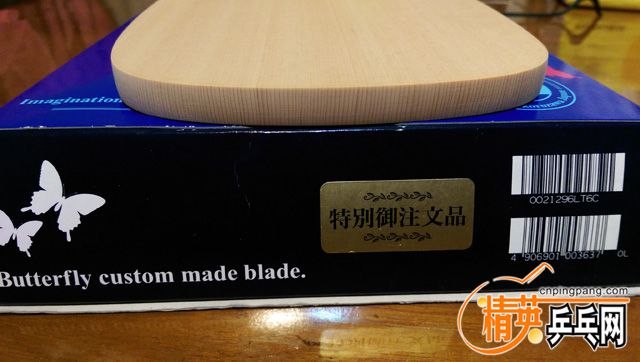 Imagination
特別御注文品
0021296LT6C
4 906901 003637 0L
Butterfly custom made blade.
cnpingpang.com
精英乒乓网